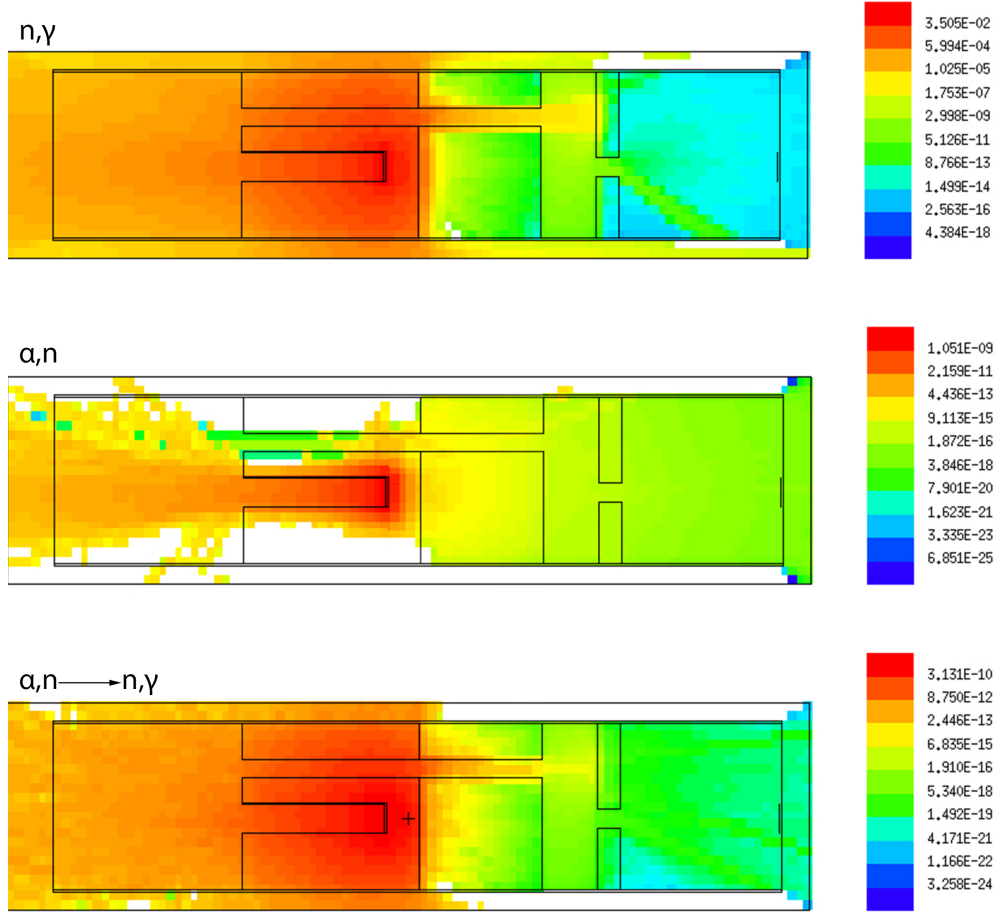 n,γ
3.505E-02
5.994E-04
1.025E-05
1.753E-07
2.998E-09
5.126E-11
8.766E-13
1.499E-14
2.563E-16
4.384E-18
α,n
1.051E-09
2.159E-11
4.436E-13
9.113E-15
1.872E-16
3.846E-18
7.901E-20
1.623E-21
3.335E-23
6.851E-25
α,n→n,γ
3.131E-10
8.750E-12
2.446E-13
6.835E-15
1.910E-16
5.340E-18
1.492E-19
4.171E-21
1.166E-22
3.258E-24